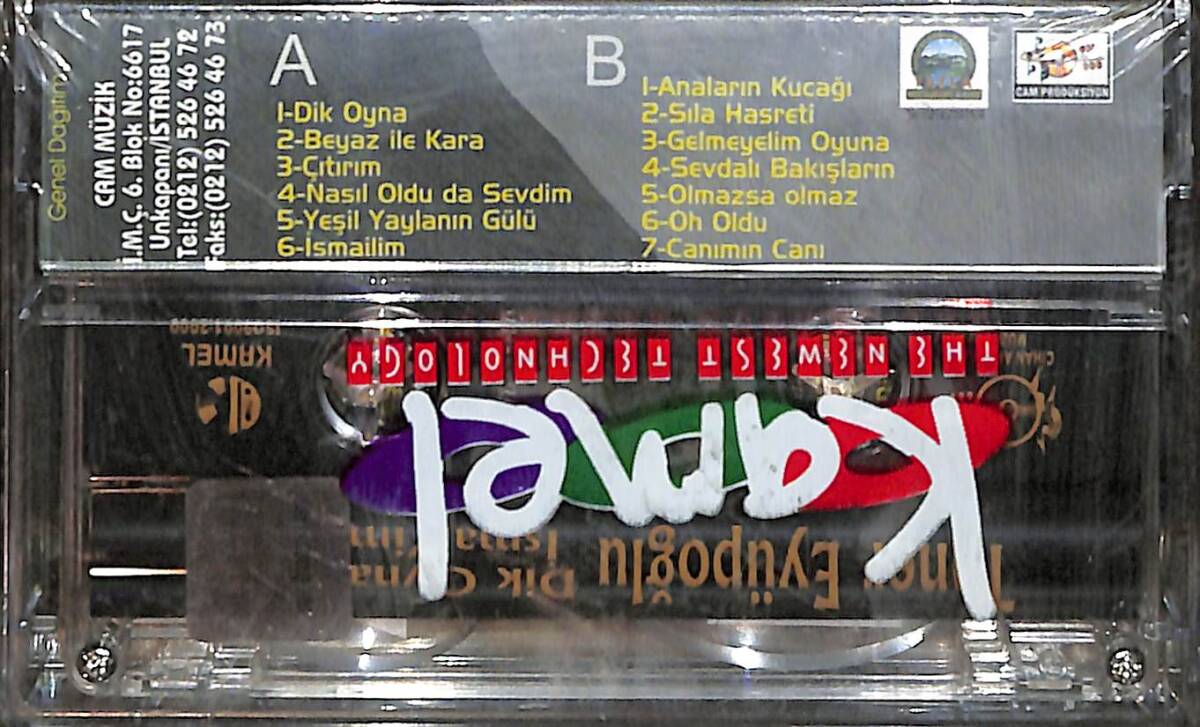 Genel Dağıtım
CAM MÜZİK
İ.M.Ç. 6. Blok No:6617
Unkapanı/İSTANBUL
Tel:(0212) 526 46 72
Faks:(0212) 526 46 73
A
1-Dik Oyna
2-Beyaz ile Kara
3-Çıtırım
4-Nasıl Oldu da Sevdim
5-Yeşil Yaylanın Gülü
6-İsmailim
B
1-Anaların Kucağı
2-Sıla Hasreti
3-Gelmeyelim Oyuna
4-Sevdalı Bakışların
5-Olmazsa olmaz
6-Oh Oldu
7-Canımın Canı
CAM PRODÜKSİYON
Eyüpoğlu Dik
Karmel
THE NEWEST TECHNOLOGY
KAMEL